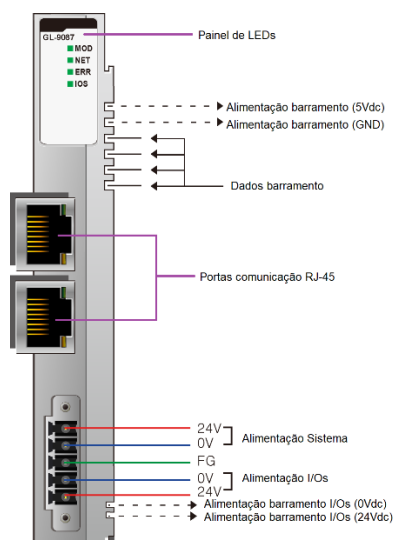 GL-9087
Painel de LEDs
MOD
NET
ERR
IOS
Alimentação barramento (5Vdc)
Alimentação barramento (GND)
Dados barramento
Portas comunicação RJ-45
24V
0V
Alimentação Sistema
FG
0V
Alimentação I/Os
24V
Alimentação barramento I/Os (0Vdc)
Alimentação barramento I/Os (24Vdc)